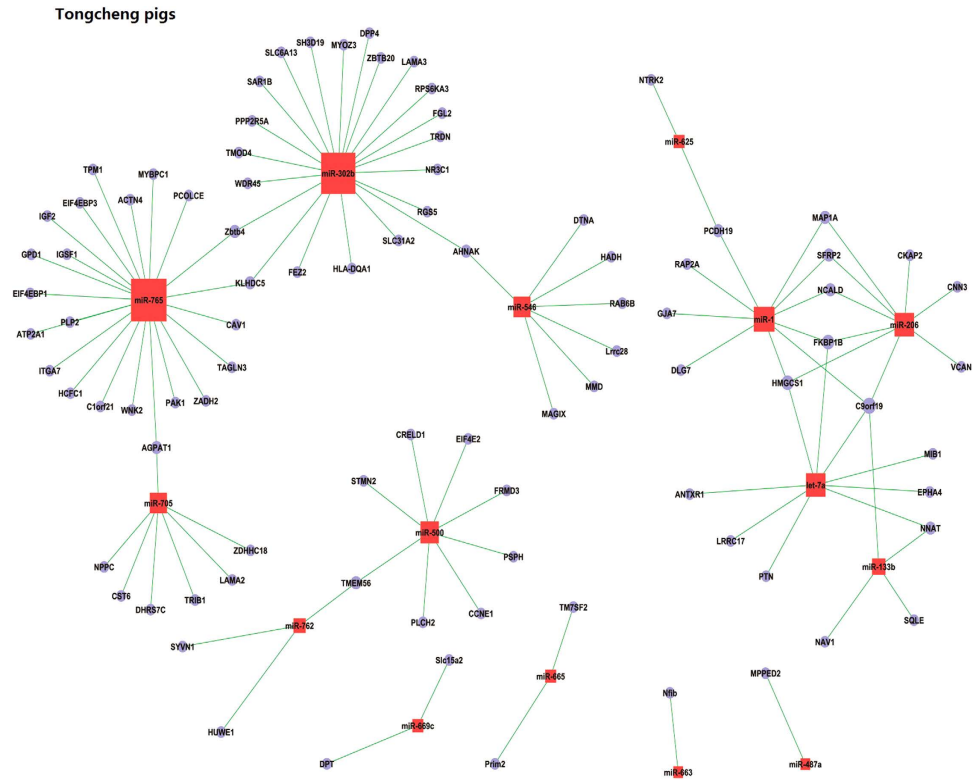 Tongcheng pigs
DPP4
SH3D19
MYOZ3
SLC6A13
ZBTB20
LAMA3
SAR1B
RPS6KA3
NTRK2
FGL2
PPP2R5A
TRDN
miR-625
TMOD4
NR3C1
miR-302b
TPM1
MYBPC1
WDR45
ACTN4
PCOLCE
EIF4EBP3
RGS5
IGF2
MAP1A
DTNA
Zbtb4
PCDH19
SLC31A2
AHNAK
GPD1
IGSF1
SFRP2
CKAP2
HADH
RAP2A
FEZ2
HLA-DQA1
KLHDC5
NCALD
CNN3
EIF4EBP1
miR-765
miR-546
RAB6B
GJA7
miR-1
miR-206
PLP2
CAV1
ATP2A1
FKBP1B
Lrrc28
TAGLN3
VCAN
ITGA7
DLG7
HMGCS1
MMD
HCFC1
ZADH2
C1orf21
PAK1
WNK2
MAGIX
C9orf19
CRELD1
EIF4E2
AGPAT1
MIB1
STMN2
let-7a
FRMD3
ANTXR1
EPHA4
miR-705
miR-500
NNAT
LRRC17
ZDHHC18
PSPH
NPPC
LAMA2
TMEM56
PTN
miR-133b
CST6
TRIB1
DHRS7C
TM7SF2
CCNE1
PLCH2
SQLE
miR-762
NAV1
SYVN1
Slc15a2
miR-665
MPPED2
Nfib
miR-669c
HUWE1
DPT
Prim2
miR-663
miR-487a